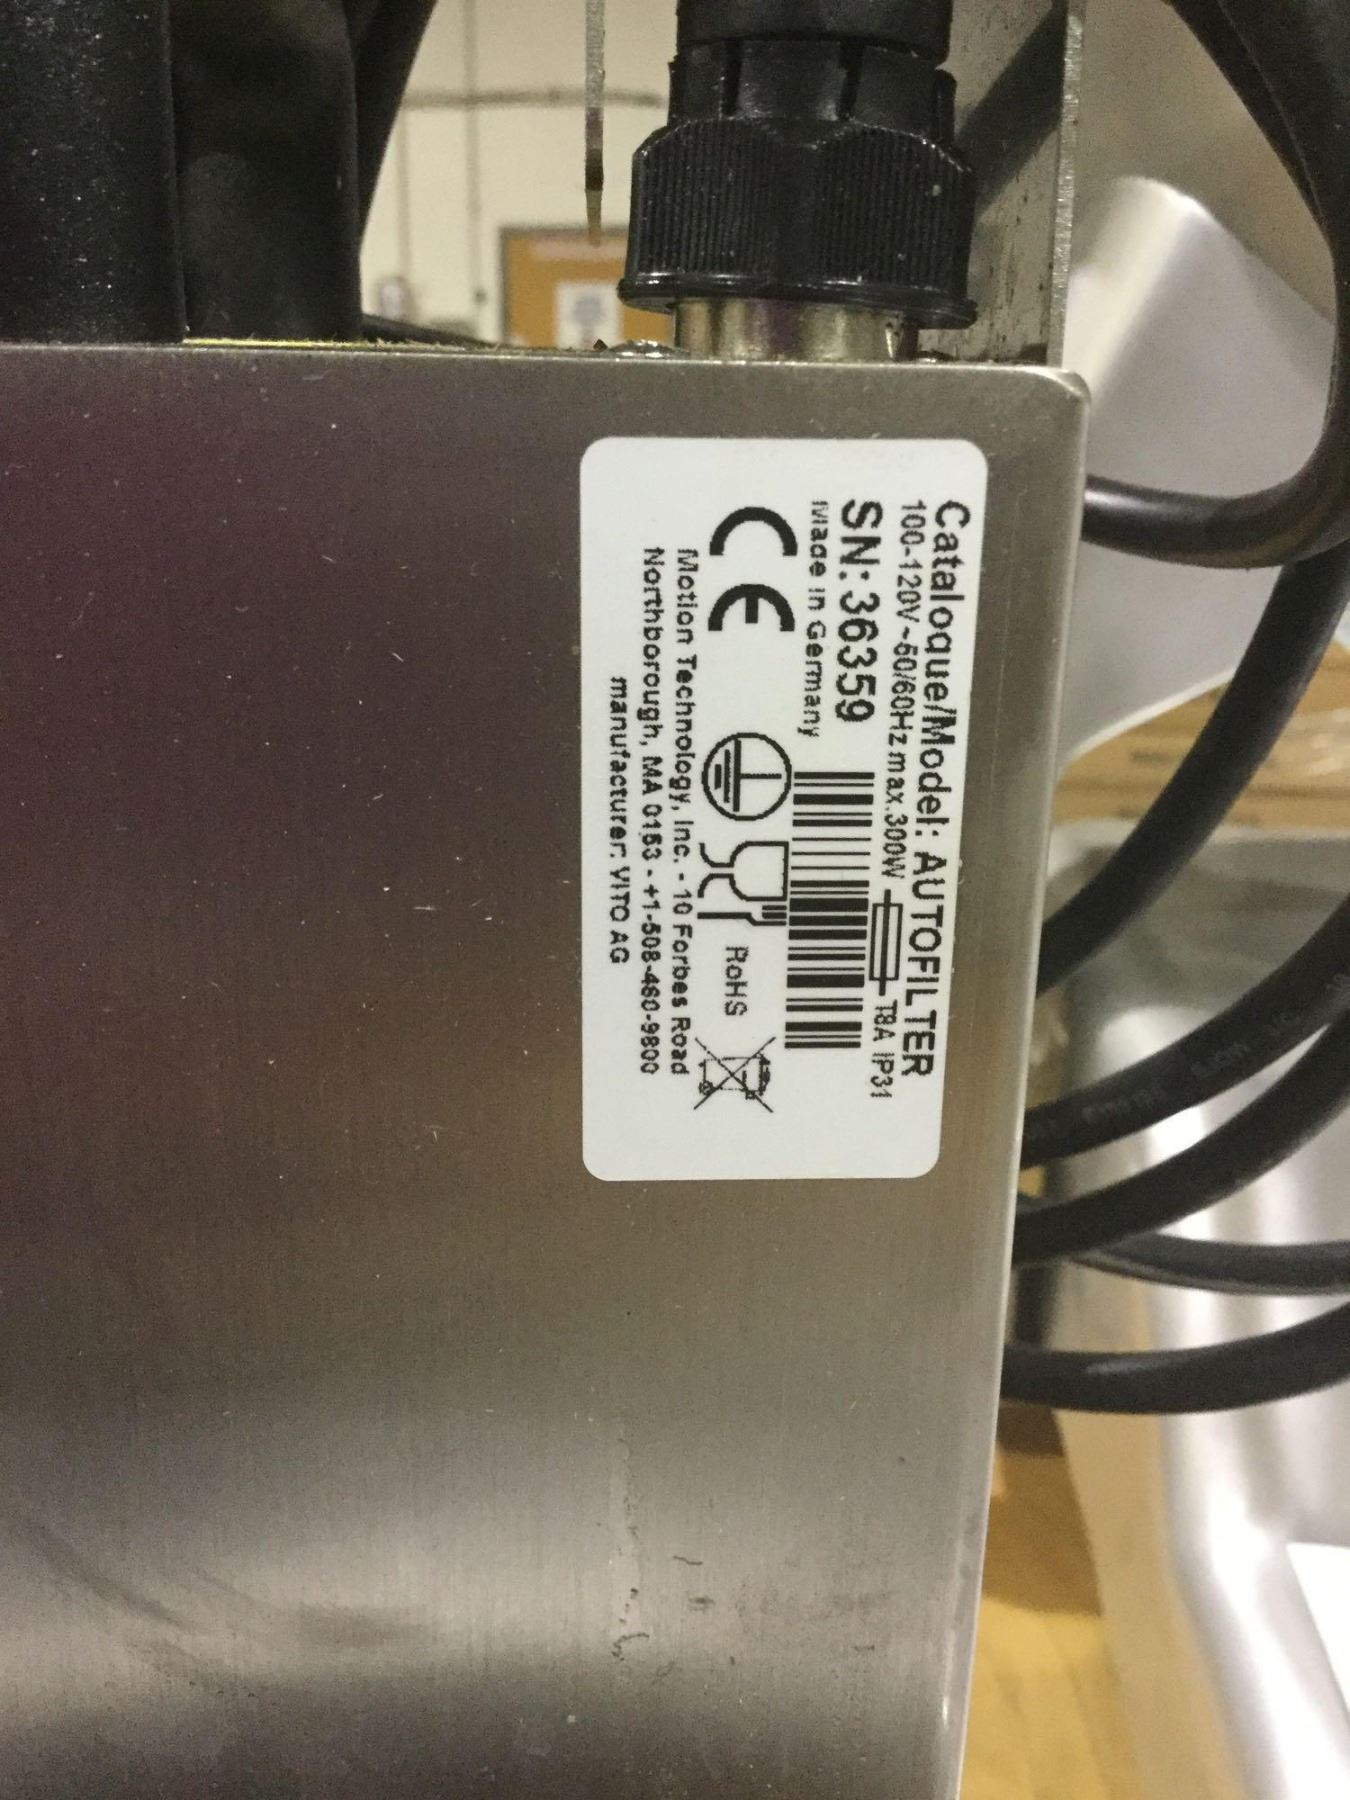 Catalogue/Model: AUTOFILTER
100-120V~50/60Hz max.300W T8A IP31
SN:36359
Made in Germany
CE RoHS
Motion Technology, Inc. - 10 Forbes Road
Northborough, MA 0153 - +1-508-460-9800
manufacturer: VITO AG